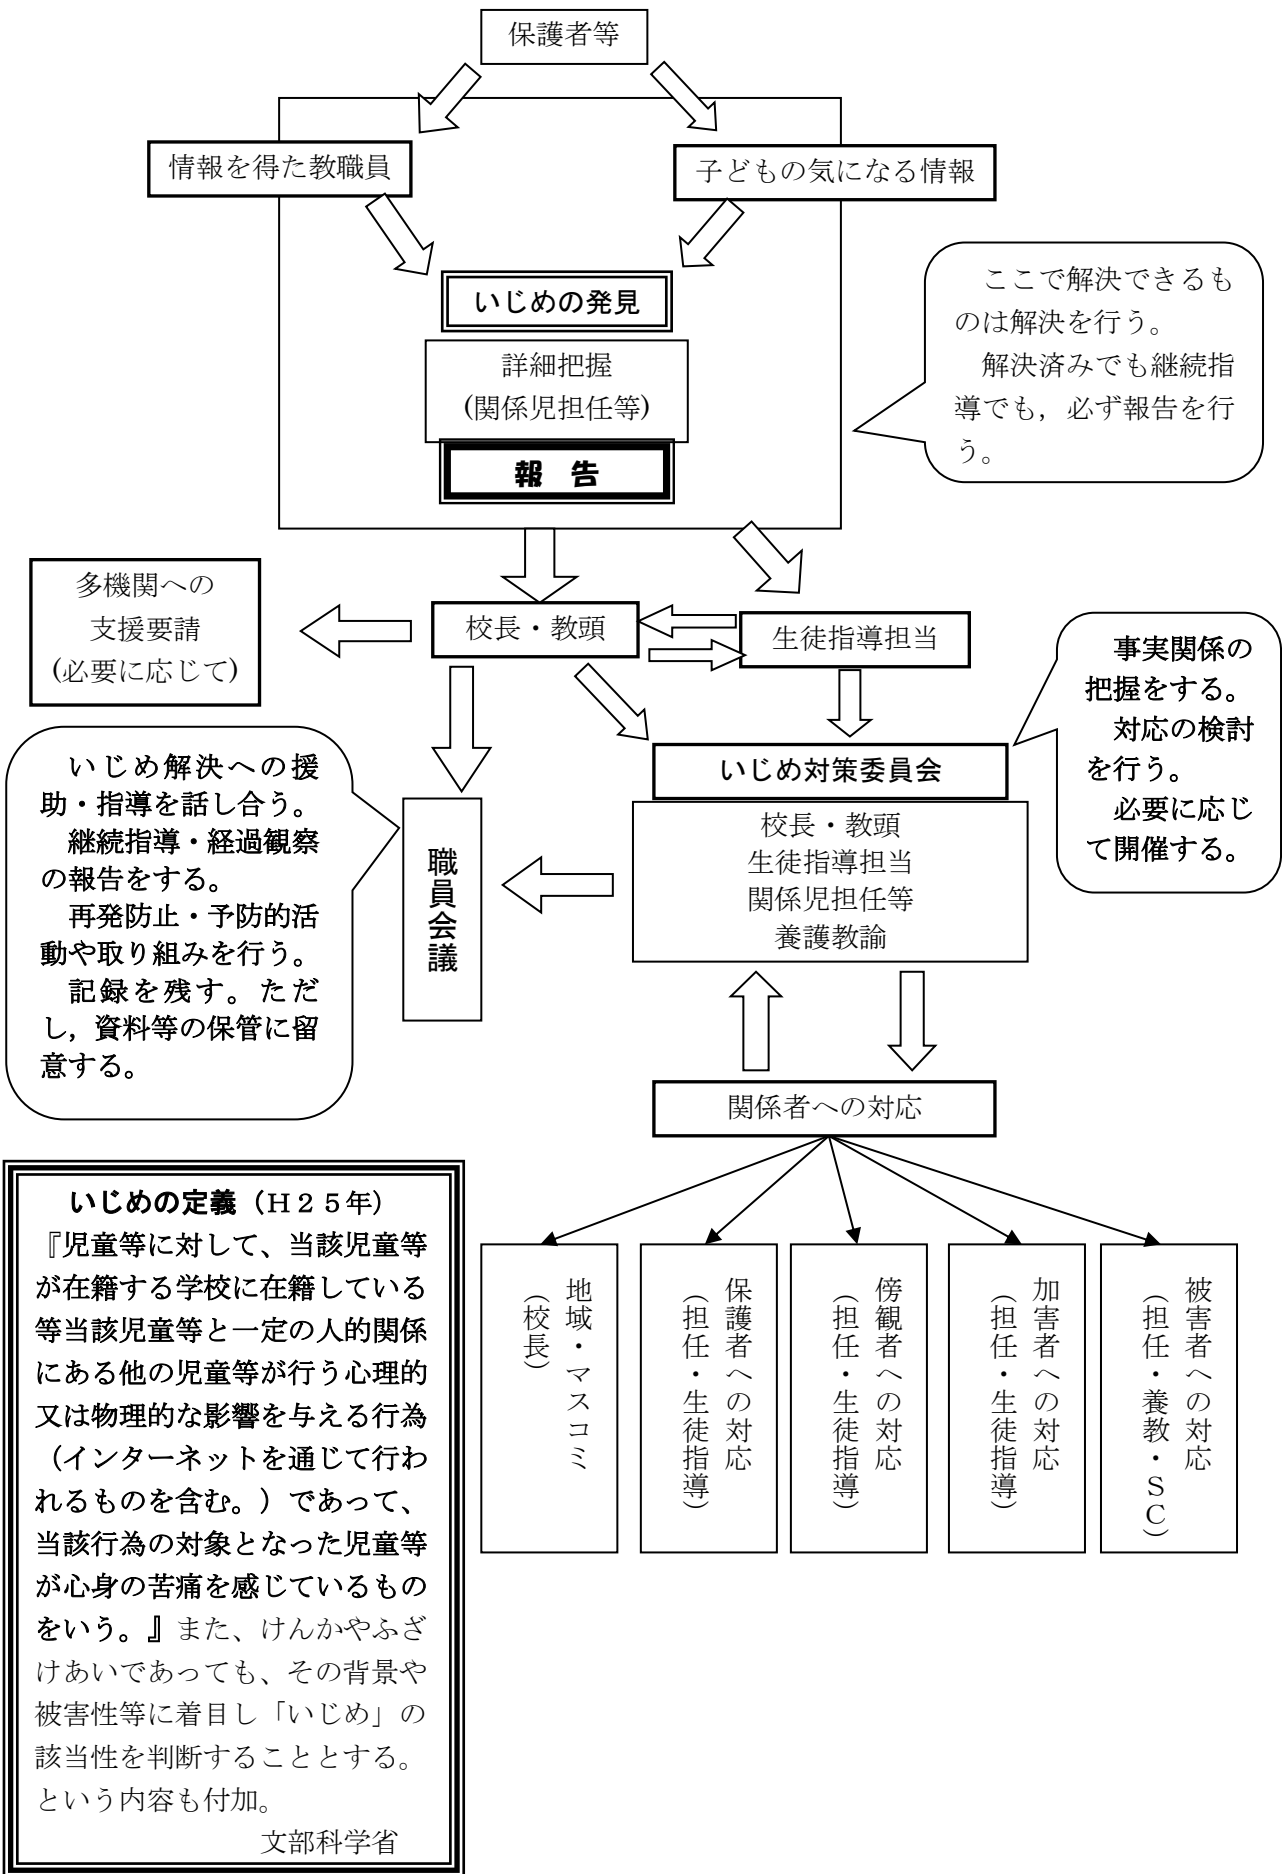 保護者等
情報を得た教職員
子どもの気になる情報
いじめの発見
詳細把握
(関係児担任等)
報　告
ここで解決できるも
のは解決を行う。
解決済みでも継続指
導でも，必ず報告を行
う。
多機関への
支援要請
(必要に応じて)
校長・教頭
生徒指導担当
事実関係の
把握をする。
対応の検討
を行う。
必要に応じ
て開催する。
いじめ対策委員会
校長・教頭
生徒指導担当
関係児担任等
養護教諭
いじめ解決への援
助・指導を話し合う。
継続指導・経過観察
の報告をする。
再発防止・予防的活
動や取り組みを行う。
記録を残す。ただ
し，資料等の保管に留
意する。
職員会議
関係者への対応
地域・マスコミ
（校長）
保護者への対応
（担任・生徒指導）
傍観者への対応
（担任・生徒指導）
加害者への対応
（担任・生徒指導）
被害者への対応
（担任・養教・ＳＣ）
いじめの定義（Ｈ２５年）
『児童等に対して、当該児童等
が在籍する学校に在籍している
等当該児童等と一定の人的関係
にある他の児童等が行う心理的
又は物理的な影響を与える行為
（インターネットを通じて行わ
れるものを含む。）であって、
当該行為の対象となった児童等
が心身の苦痛を感じているもの
をいう。』また、けんかやふざ
けあいであっても、その背景や
被害性等に着目し「いじめ」の
該当性を判断することとする。
という内容も付加。
文部科学省